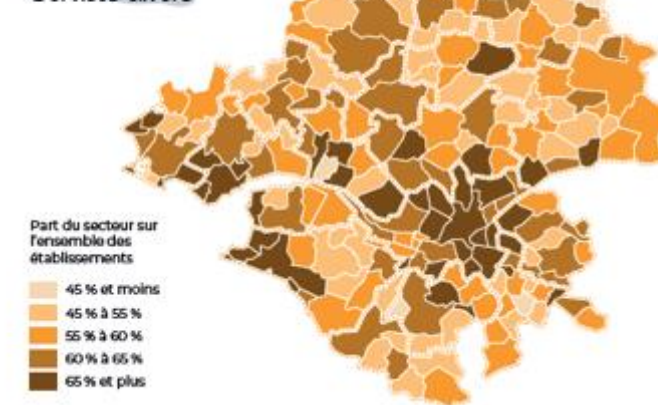 Part du secteur sur
l'ensemble des
établissements
45 % et moins
45 % à 55 %
55 % à 60 %
60 % à 65 %
65 % et plus